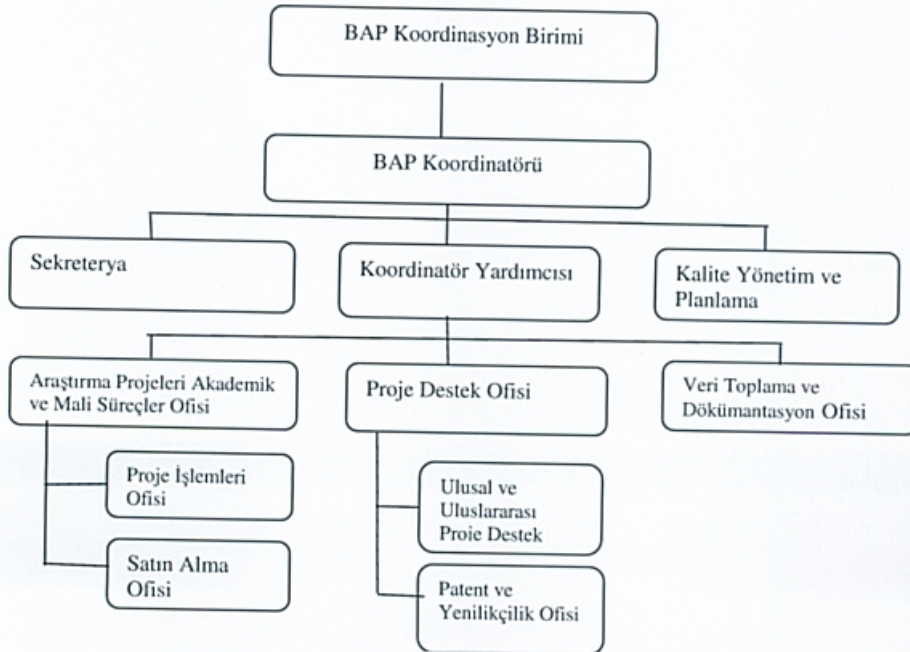 BAP Koordinasyon Birimi
BAP Koordinatörü
Sekreterya
Koordinatör Yardımcısı
Kalite Yönetim ve
Planlama
Araştırma Projeleri Akademik
ve Mali Süreçler Ofisi
Proje Destek Ofisi
Veri Toplama ve
Dökümantasyon Ofisi
Proje İşlemleri
Ofisi
Satın Alma
Ofisi
Ulusal ve
Uluslararası
Proje Destek
Patent ve
Yenilikçilik Ofisi